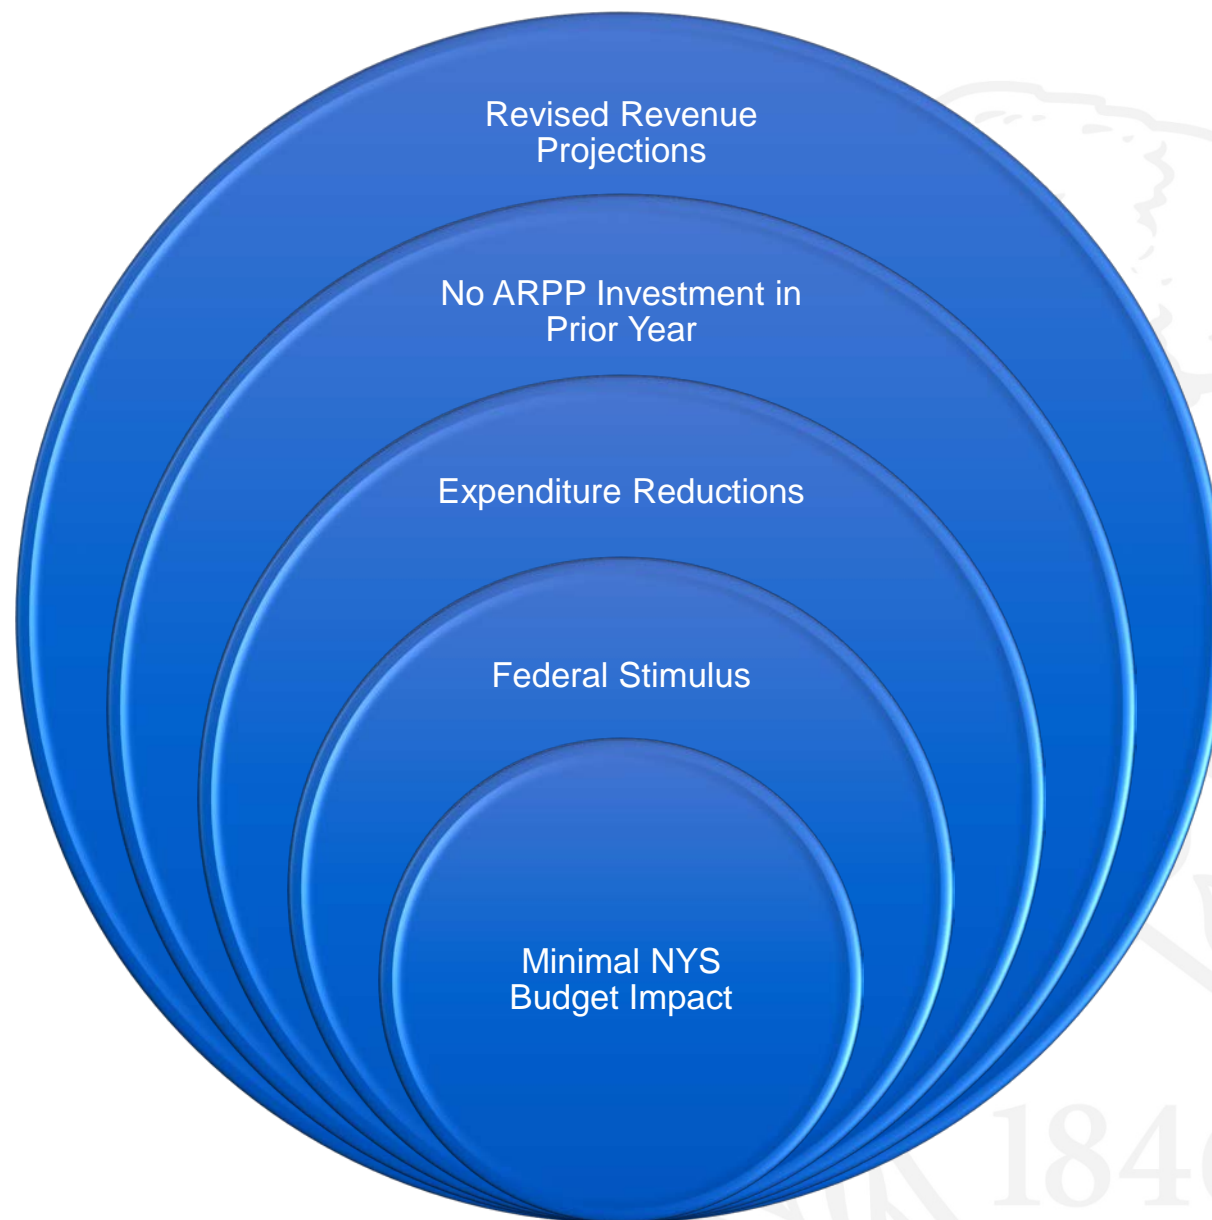 Revised Revenue
Projections
No ARPP Investment in
Prior Year
Expenditure Reductions
Federal Stimulus
Minimal NYS
Budget Impact